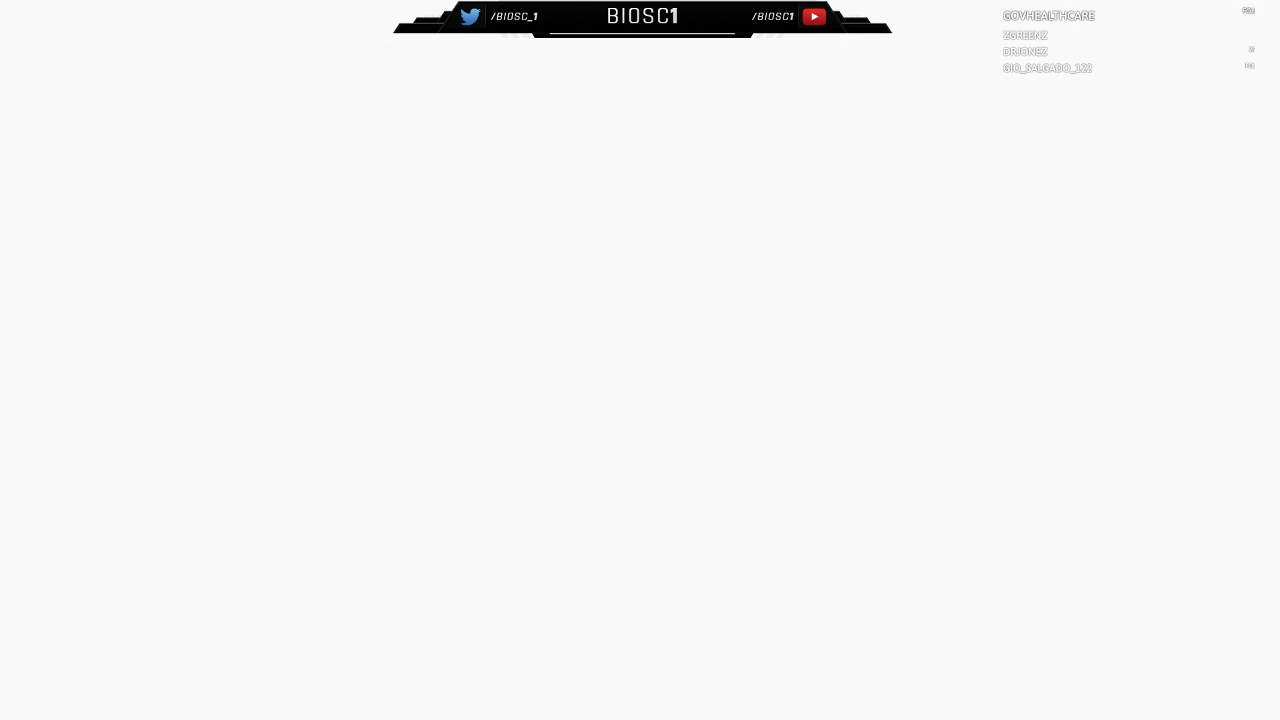 /BIOSC_1 BIOSC1 /BIOSC1
GOVHEALTHCARE
ZGREENZ
DRJONEZ
GIO_SALGADO_122